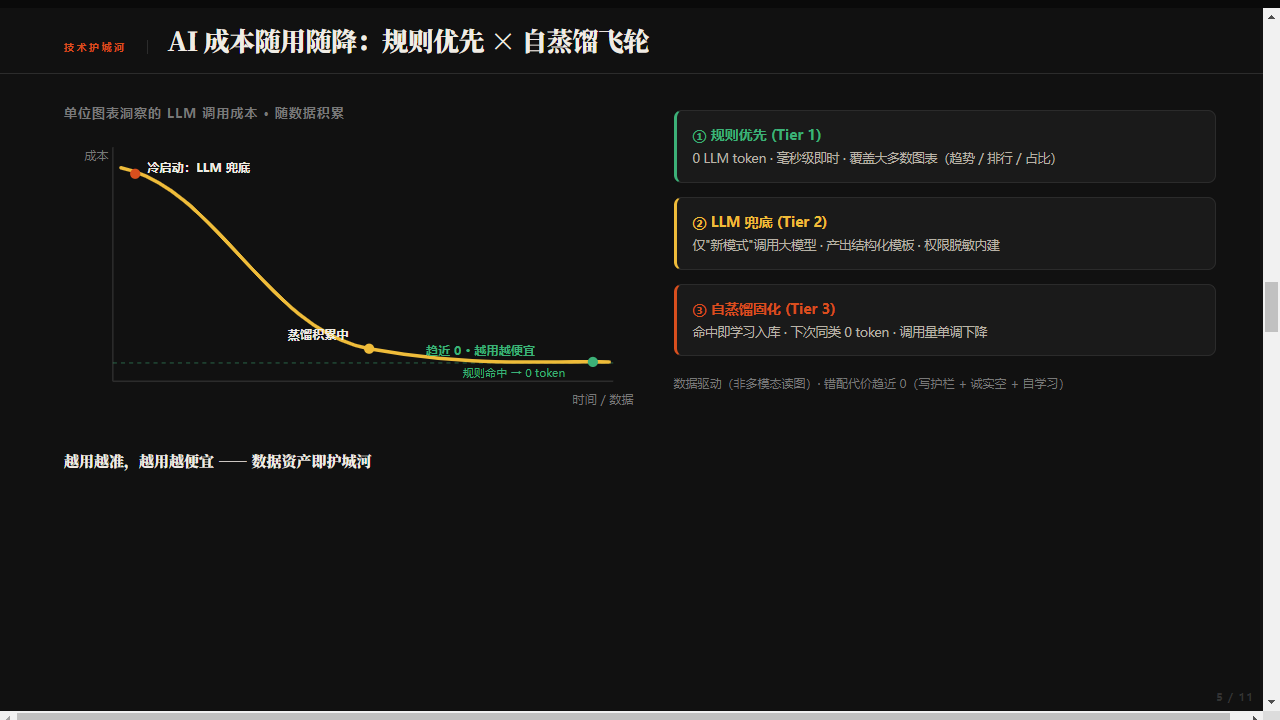 技术护城河
AI 成本随用随降：规则优先 × 自蒸馏飞轮
单位图表洞察的 LLM 调用成本 · 随数据积累
成本
冷启动：LLM 兜底
蒸馏积累中
趋近 0 · 越用越便宜
规则命中 → 0 token
时间 / 数据
越用越准，越用越便宜 —— 数据资产即护城河
① 规则优先 (Tier 1)
0 LLM token · 毫秒级即时 · 覆盖大多数图表（趋势 / 排行 / 占比）
② LLM 兜底 (Tier 2)
仅"新模式"调用大模型 · 产出结构化模板 · 权限脱敏内建
③ 自蒸馏固化 (Tier 3)
命中即学习入库 · 下次同类 0 token · 调用量单调下降
数据驱动（非多模态读图）· 错配代价趋近 0（写护栏 + 诚实空 + 自学习）
5 / 11